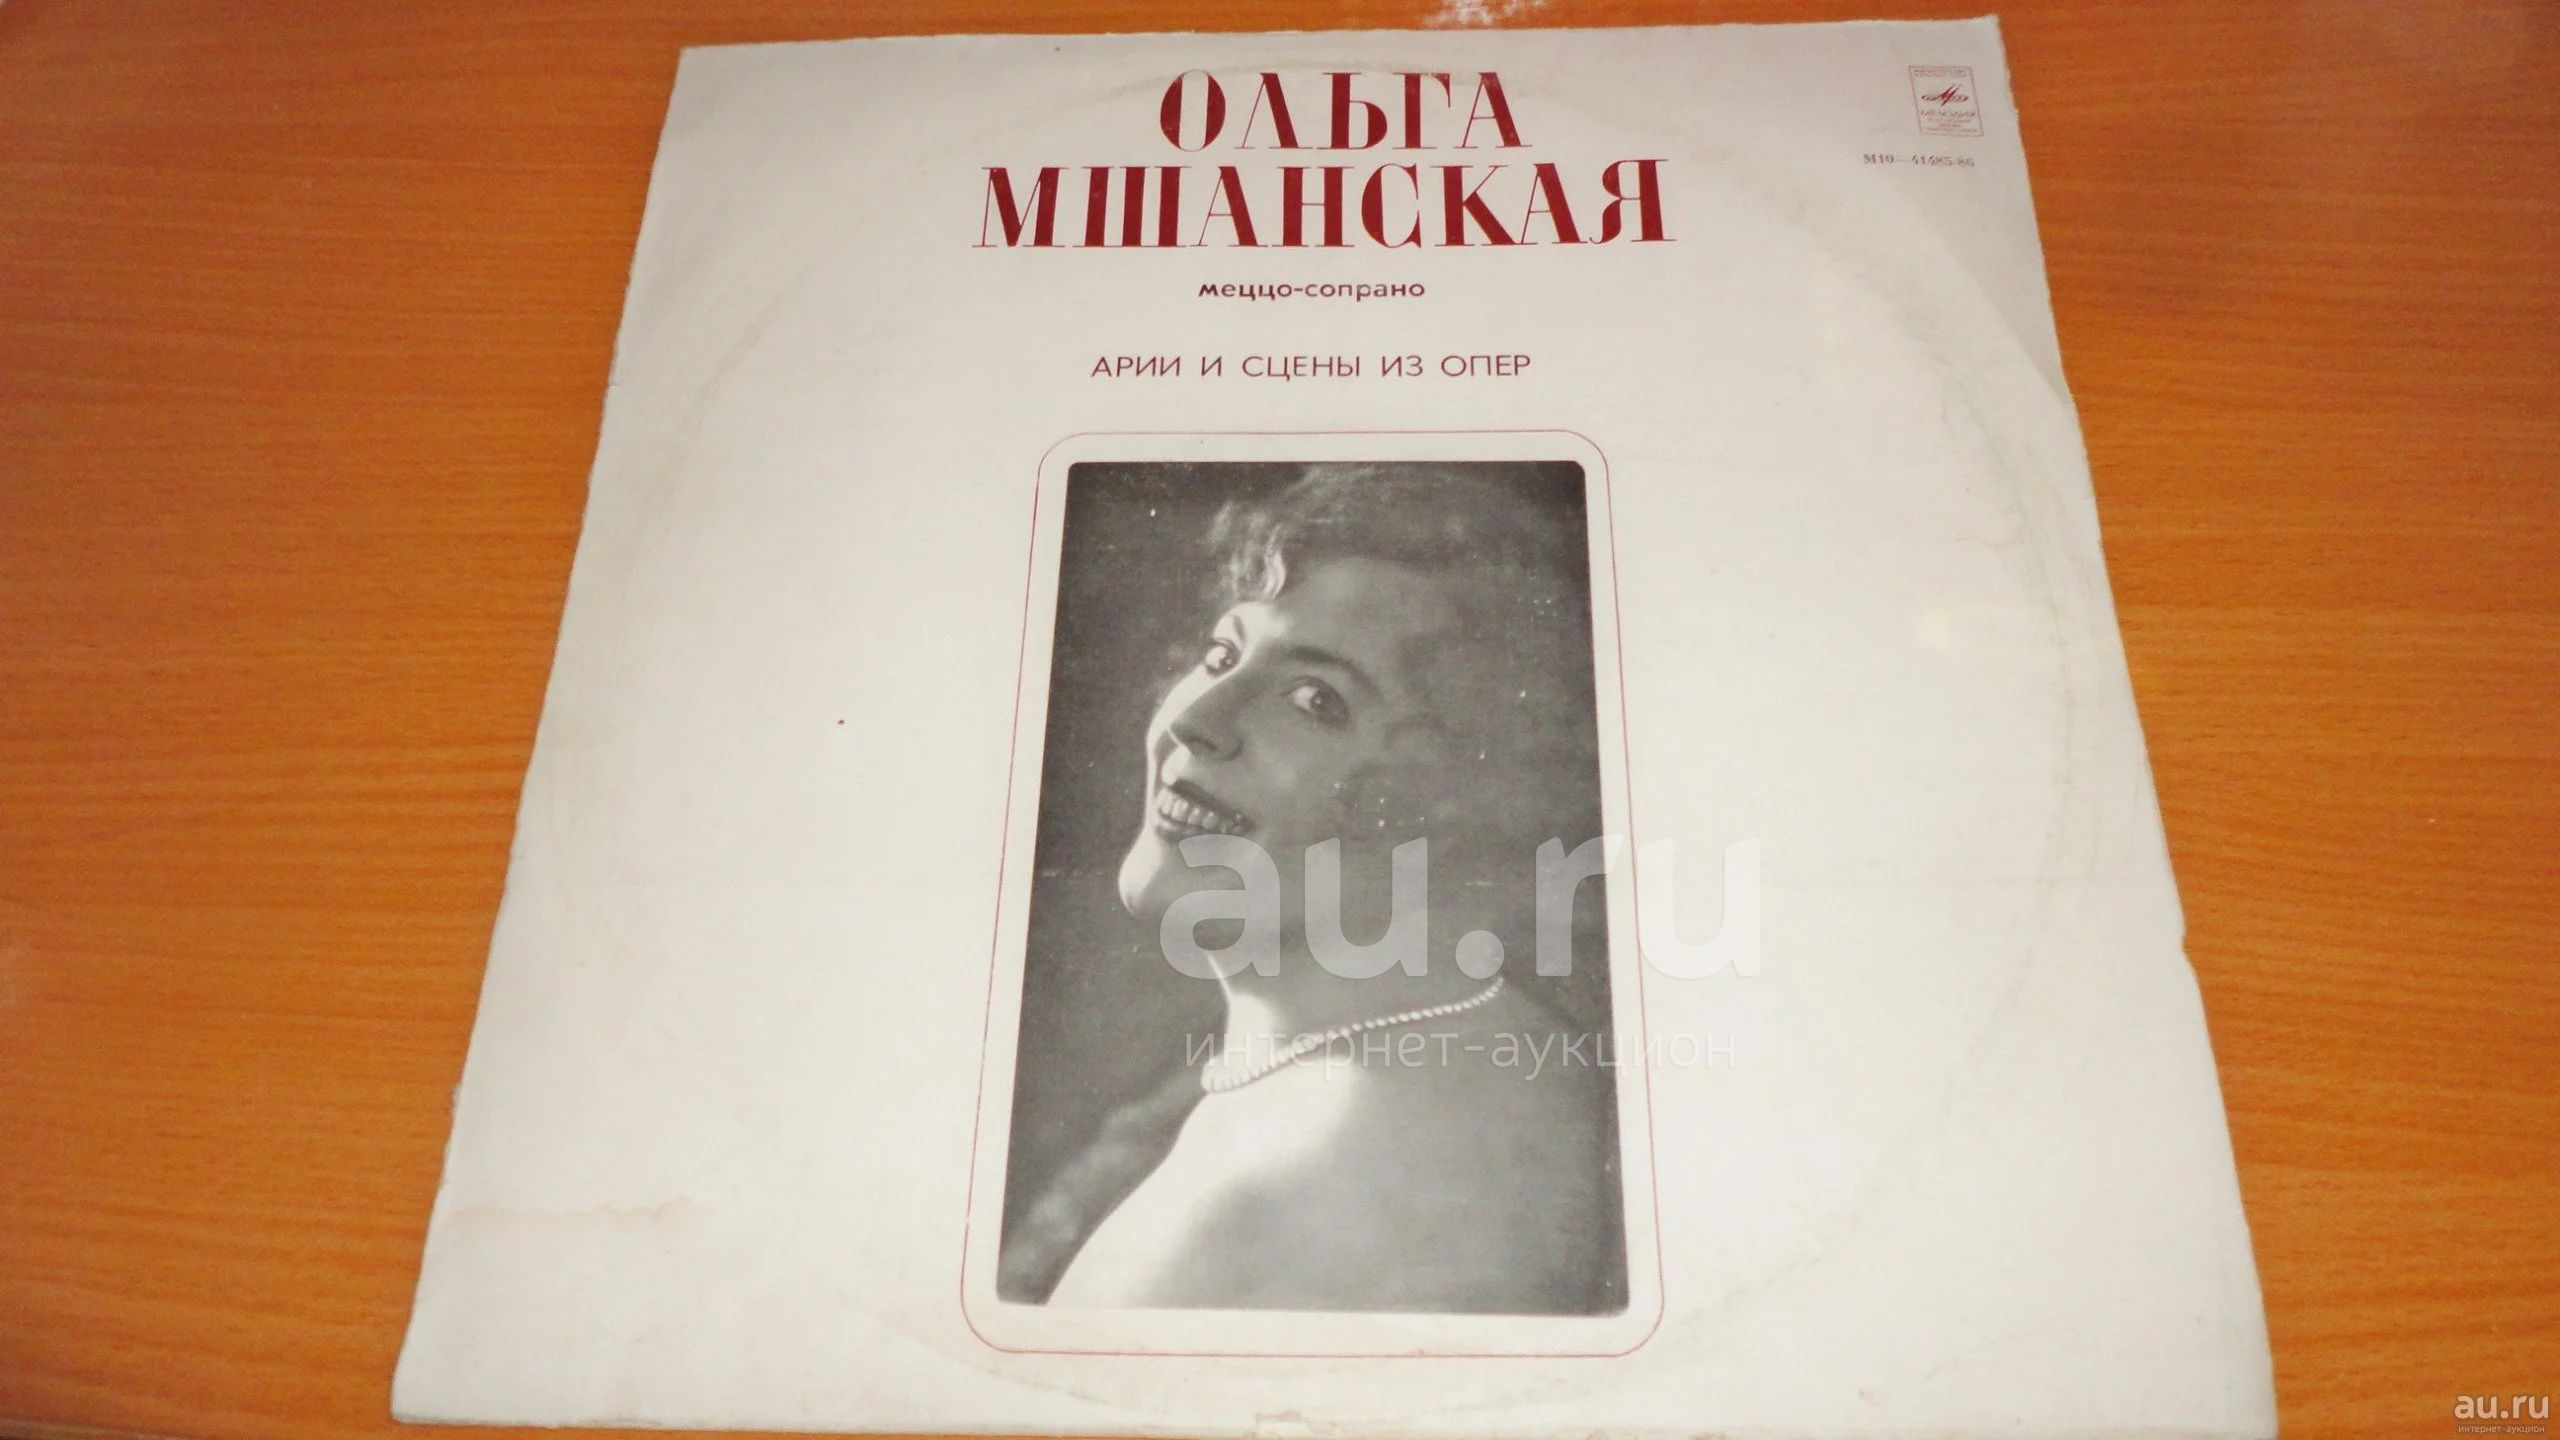 ОЛЬГА
МШАНСКАЯ
меццо-сопрано
АРИИ И СЦЕНЫ ИЗ ОПЕР
МЕЛОДИЯ
М10—41485-86
au.ru
интернет-аукцион
au.ru
интернет-аукцион